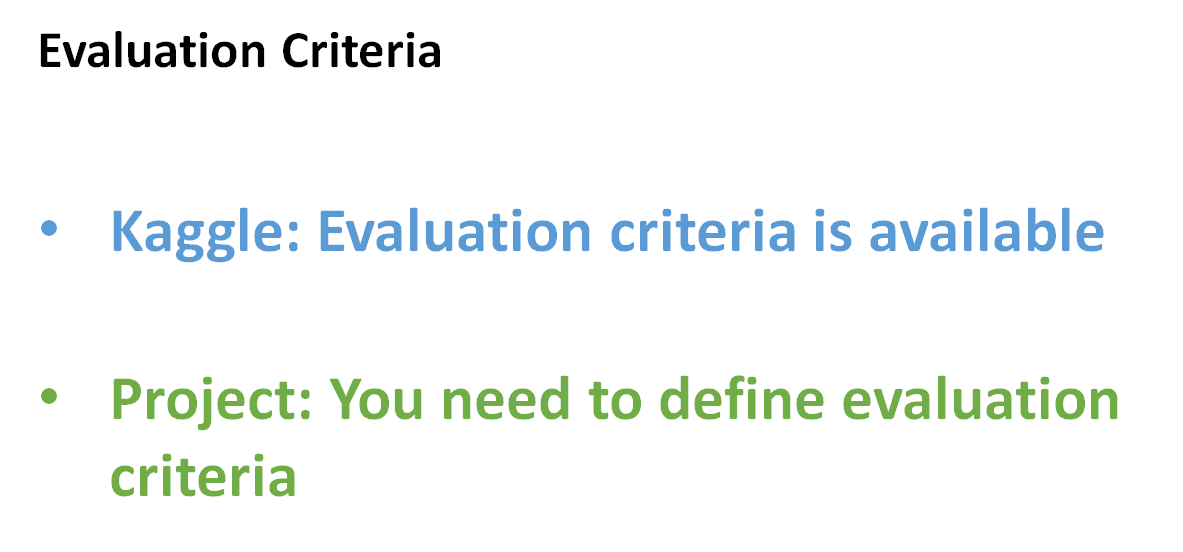 Evaluation Criteria
• Kaggle: Evaluation criteria is available
• Project: You need to define evaluation
criteria